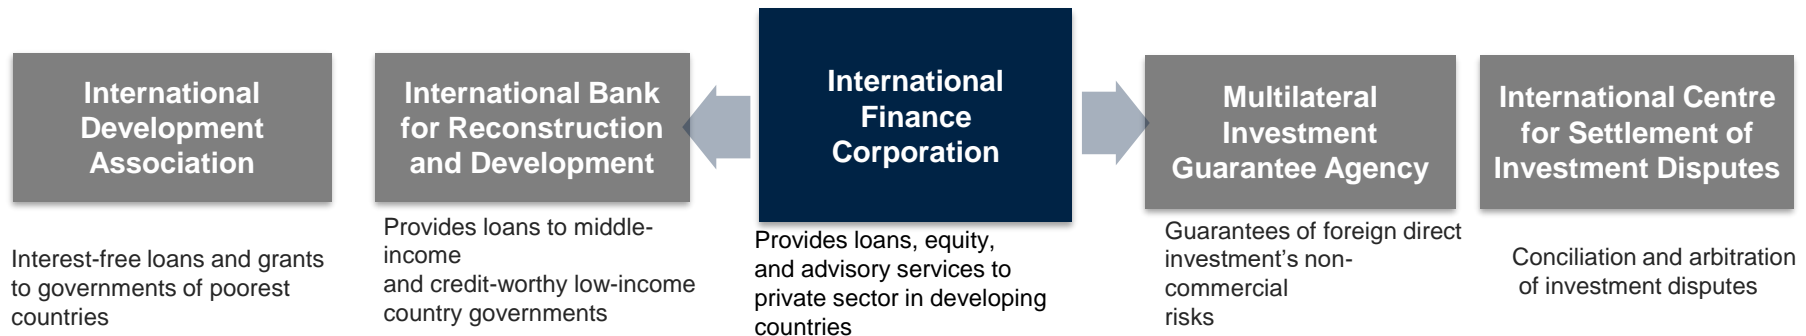 International
Development
Association
International Bank
for Reconstruction
and Development
International
Finance
Corporation
Multilateral
Investment
Guarantee Agency
International Centre
for Settlement of
Investment Disputes
Interest-free loans and grants
to governments of poorest
countries
Provides loans to middle-
income
and credit-worthy low-income
country governments
Provides loans, equity,
and advisory services to
private sector in developing
countries
Guarantees of foreign direct
investment’s non-
commercial
risks
Conciliation and arbitration
of investment disputes